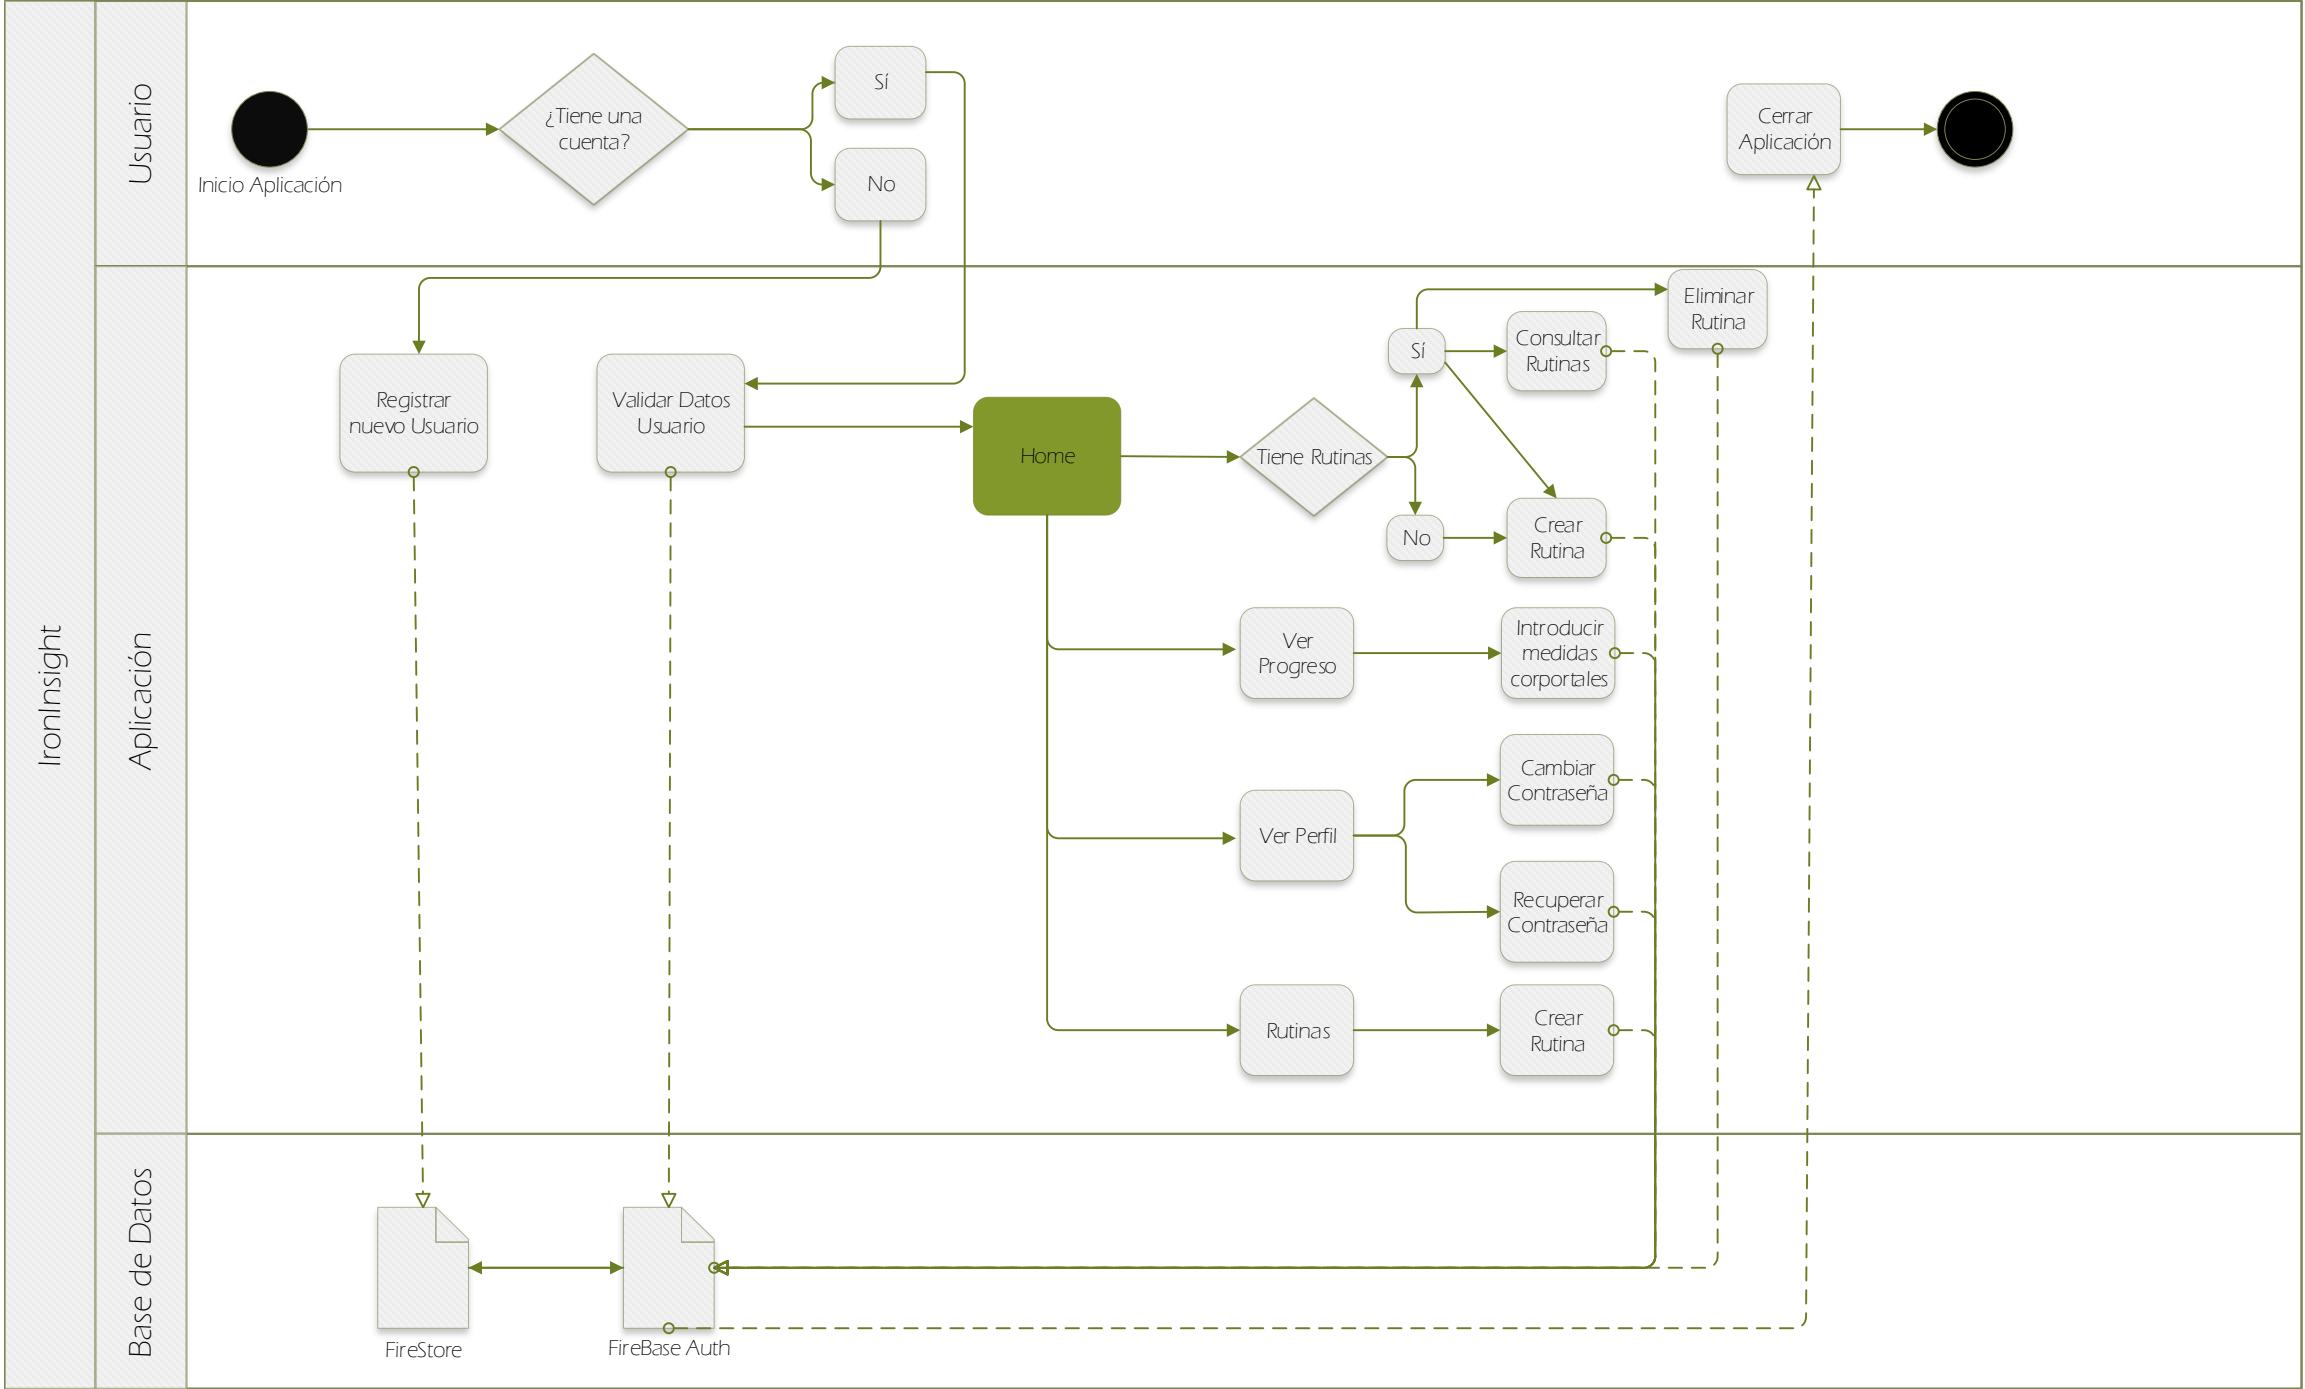 IronInsight
Usuario
Inicio Aplicación
¿Tiene una
cuenta?
Sí
No
Cerrar
Aplicación
Aplicación
Registrar
nuevo Usuario
Validar Datos
Usuario
Home
Tiene Rutinas
Sí
No
Consultar
Rutinas
Eliminar
Rutina
Crear
Rutina
Ver
Progreso
Introducir
medidas
corportales
Ver Perfil
Cambiar
Contraseña
Recuperar
Contraseña
Rutinas
Crear
Rutina
Base de Datos
FireStore
FireBase Auth